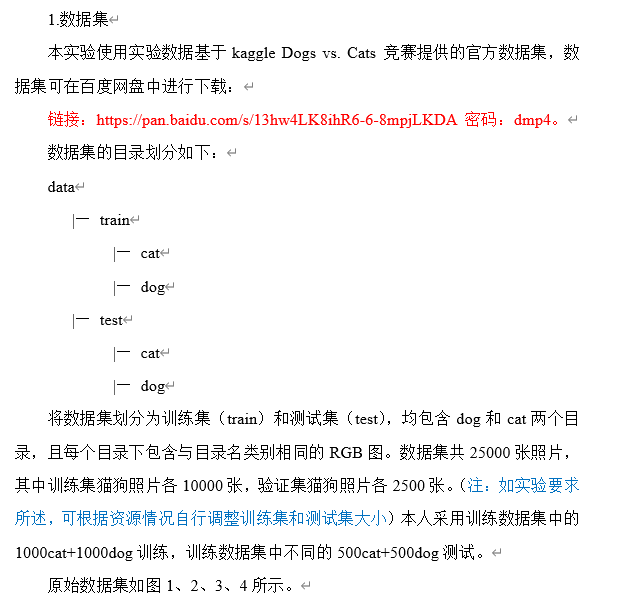 1.数据集↵
本实验使用实验数据基于 kaggle Dogs vs. Cats 竞赛提供的官方数据集，数
据集可在百度网盘中进行下载：↵
链接：https://pan.baidu.com/s/13hw4LK8ihR6-6-8mpjLKDA 密码：dmp4。↵
数据集的目录划分如下：↵
data↵
|一 train↵
|一 cat↵
|一 dog↵
|一 test↵
|一 cat↵
|一 dog↵
将数据集划分为训练集（train）和测试集（test），均包含 dog 和 cat 两个目
录，且每个目录下包含与目录名类别相同的 RGB 图。数据集共 25000 张照片，
其中训练集猫狗照片各 10000 张，验证集猫狗照片各 2500 张。（注：如实验要求
所述，可根据资源情况自行调整训练集和测试集大小）本人采用训练数据集中的
1000cat+1000dog 训练，训练数据集中不同的 500cat+500dog 测试。↵
原始数据集如图 1、2、3、4 所示。↵